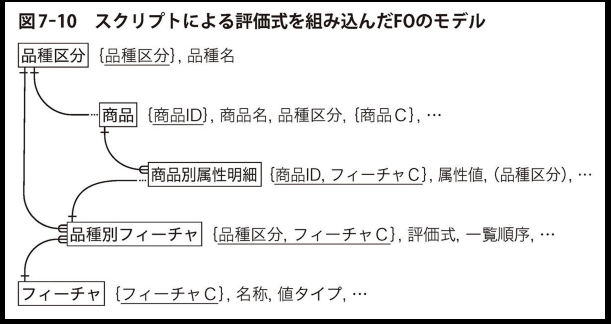 図7-10　スクリプトによる評価式を組み込んだFOのモデル
品種区分　{品種区分}, 品種名
商品　{商品ID}, 商品名, 品種区分, {商品C}, …
商品別属性明細　{商品ID, フィーチャC}, 属性値, (品種区分), …
品種別フィーチャ　{品種区分, フィーチャC}, 評価式, 一覧順序, …
フィーチャ　{フィーチャC}, 名称, 値タイプ, …